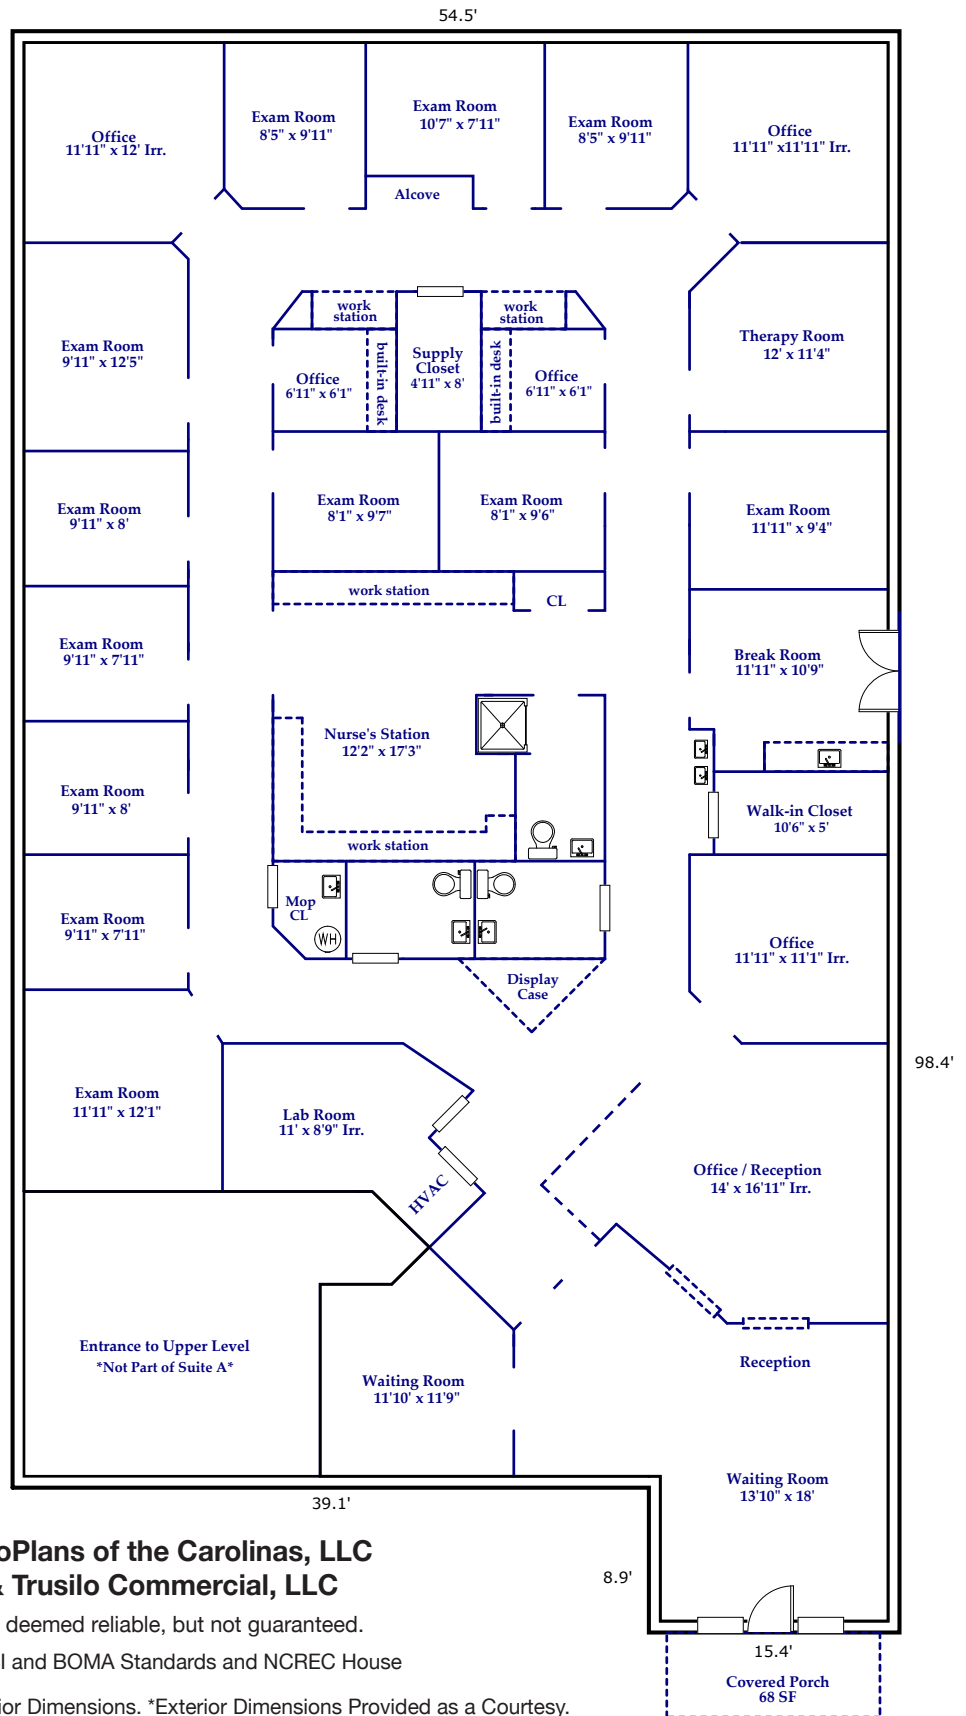 54.5'
Office
11'11" x 12' Irr.
Exam Room
8'5" x 9'11"
Exam Room
10'7" x 7'11"
Alcove
Exam Room
8'5" x 9'11"
Office
11'11" x11'11" Irr.
Exam Room
9'11" x 12'5"
work
station
work
station
Office
6'11" x 6'1"
built-in desk
Supply
Closet
4'11" x 8'
built-in desk
Office
6'11" x 6'1"
Therapy Room
12' x 11'4"
Exam Room
9'11" x 8'
Exam Room
8'1" x 9'7"
Exam Room
8'1" x 9'6"
Exam Room
11'11" x 9'4"
work station
CL
Exam Room
9'11" x 7'11"
Break Room
11'11" x 10'9"
Nurse's Station
12'2" x 17'3"
work station
Exam Room
9'11" x 8'
Walk-in Closet
10'6" x 5'
Exam Room
9'11" x 7'11"
Mop
CL
WH
Office
11'11" x 11'1" Irr.
Display
Case
98.4'
Exam Room
11'11" x 12'1"
Lab Room
11' x 8'9" Irr.
HVAC
Office / Reception
14' x 16'11" Irr.
Entrance to Upper Level
*Not Part of Suite A*
Waiting Room
11'10' x 11'9"
Reception
Waiting Room
13'10" x 18'
39.1'
8.9'
15.4'
Covered Porch
68 SF
Plans of the Carolinas, LLC
Trusilo Commercial, LLC
deemed reliable, but not guaranteed.
and BOMA Standards and NCREC House
Dimensions. *Exterior Dimensions Provided as a Courtesy.